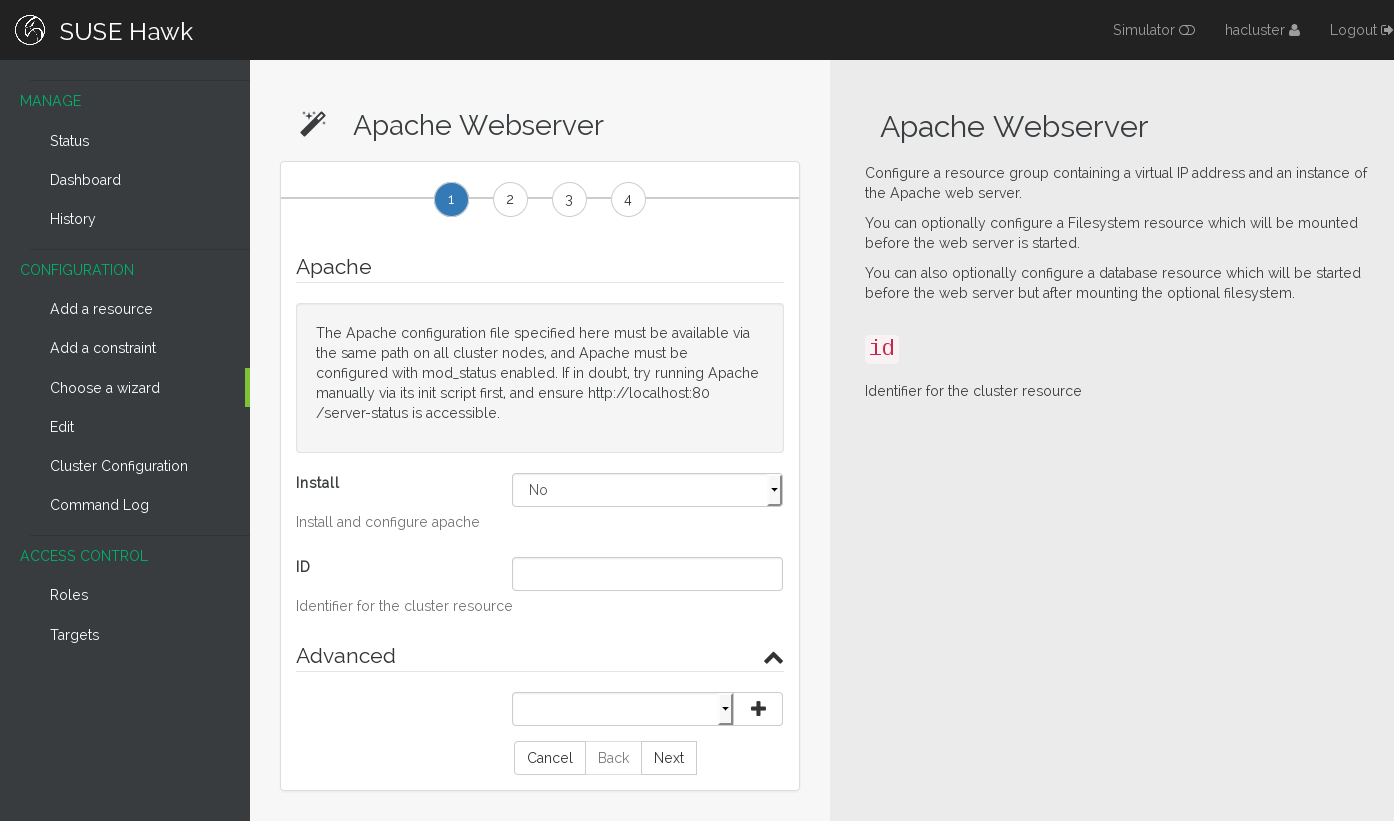 SUSE Hawk
Simulator
hacluster
Logout
MANAGE
Status
Dashboard
History
CONFIGURATION
Add a resource
Add a constraint
Choose a wizard
Edit
Cluster Configuration
Command Log
ACCESS CONTROL
Roles
Targets
Apache Webserver
1
2
3
4
Apache
The Apache configuration file specified here must be available via
the same path on all cluster nodes, and Apache must be
configured with mod_status enabled. If in doubt, try running Apache
manually via its init script first, and ensure http://localhost:80
/server-status is accessible.
Install
No
Install and configure apache
ID
Identifier for the cluster resource
Advanced
Cancel
Back
Next
Apache Webserver
Configure a resource group containing a virtual IP address and an instance of
the Apache web server.
You can optionally configure a Filesystem resource which will be mounted
before the web server is started.
You can also optionally configure a database resource which will be started
before the web server but after mounting the optional filesystem.
id
Identifier for the cluster resource